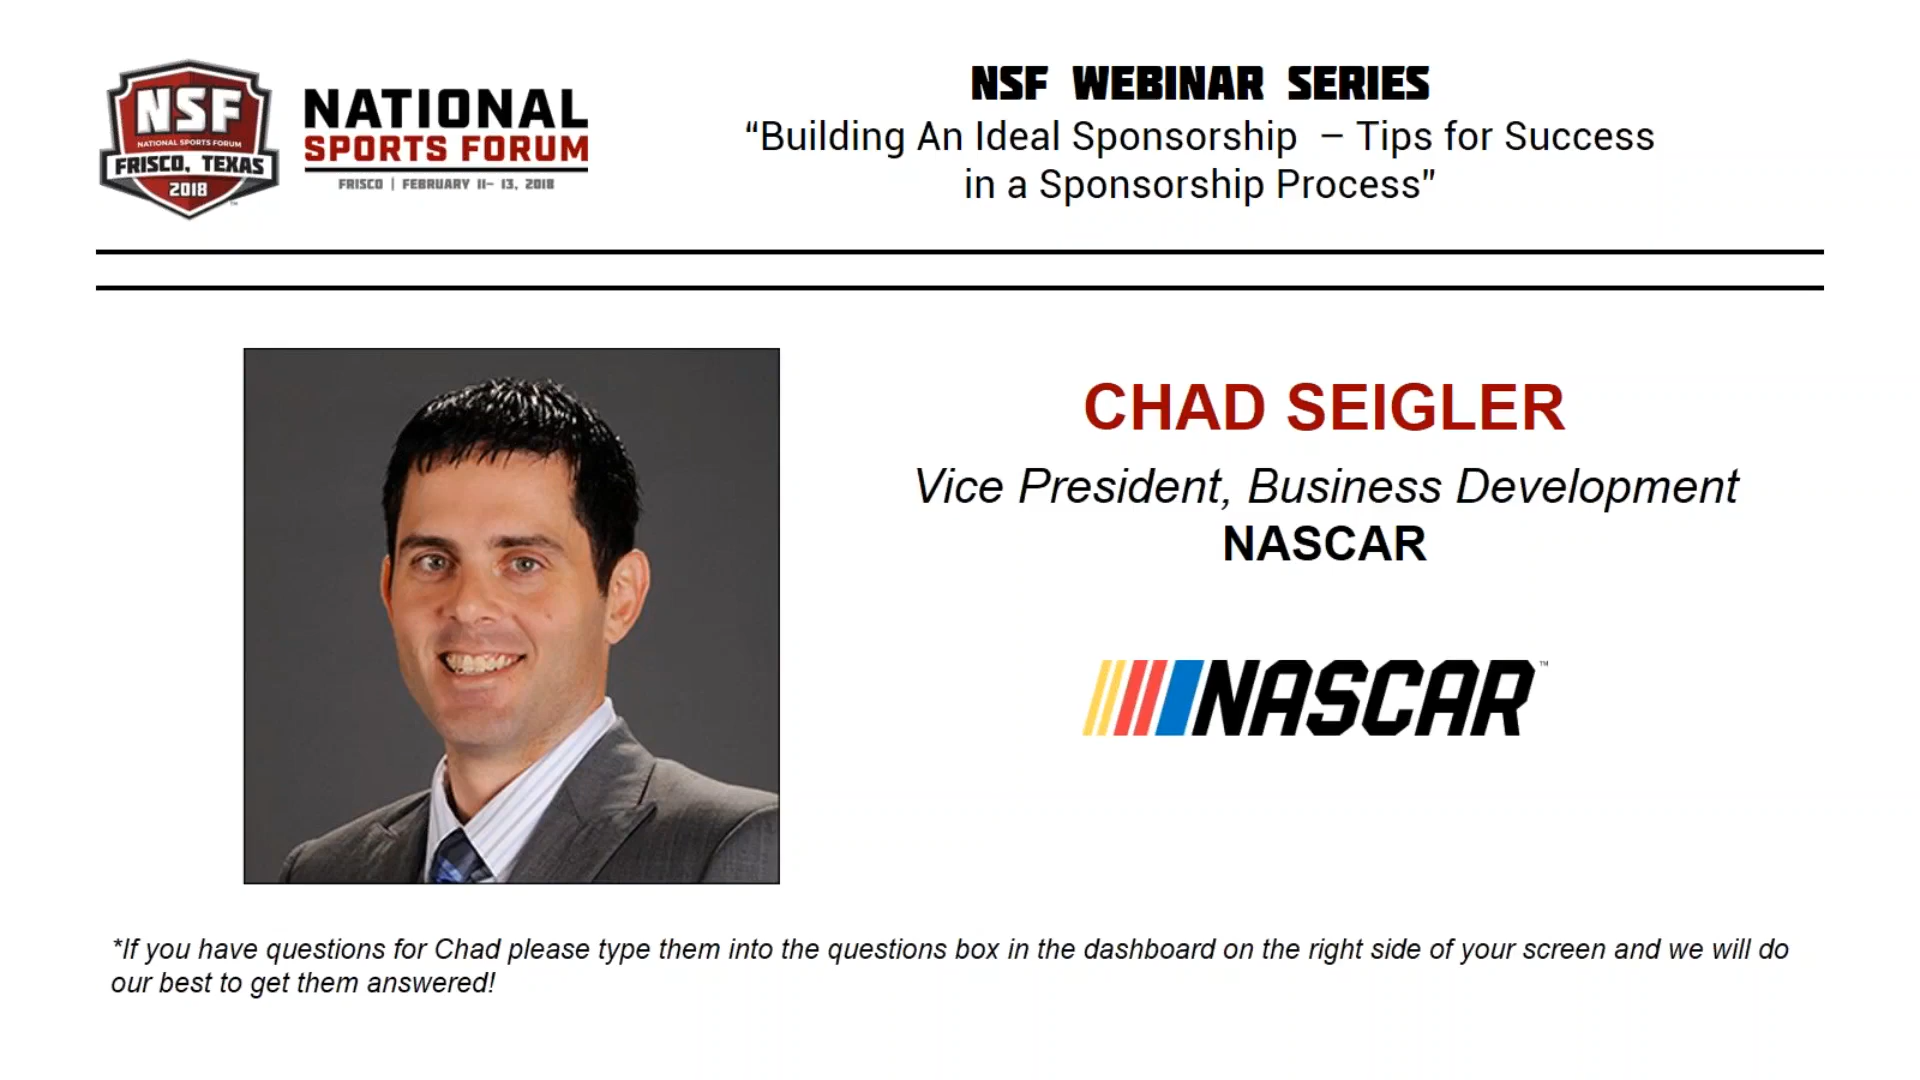 NSF
NATIONAL SPORTS FORUM
FRISCO, TEXAS
2018
NATIONAL
SPORTS FORUM
FRISCO | FEBRUARY 11– 13, 2018
NSF WEBINAR SERIES
“Building An Ideal Sponsorship – Tips for Success
in a Sponsorship Process”
CHAD SEIGLER
Vice President, Business Development
NASCAR
NASCAR™
*If you have questions for Chad please type them into the questions box in the dashboard on the right side of your screen and we will do
our best to get them answered!